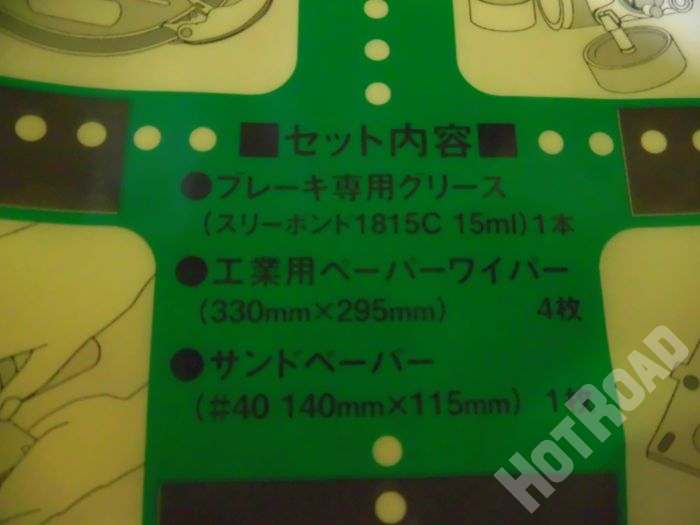 ■セット内容■
●ブレーキ専用グリース
(スリーボンド1815C 15ml)1本
●工業用ペーパーワイパー
(330mm×295mm) 4枚
●サンドペーパー
(#40 140mm×115mm) 1枚
HOTROAD